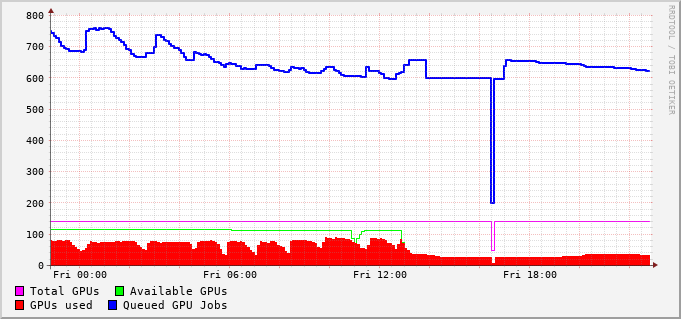 800
700
600
500
400
300
200
100
0
Fri 00:00 Fri 06:00 Fri 12:00 Fri 18:00
Total GPUs Available GPUs
GPUs used Queued GPU Jobs
RRDTOOL / TOBI OETIKER